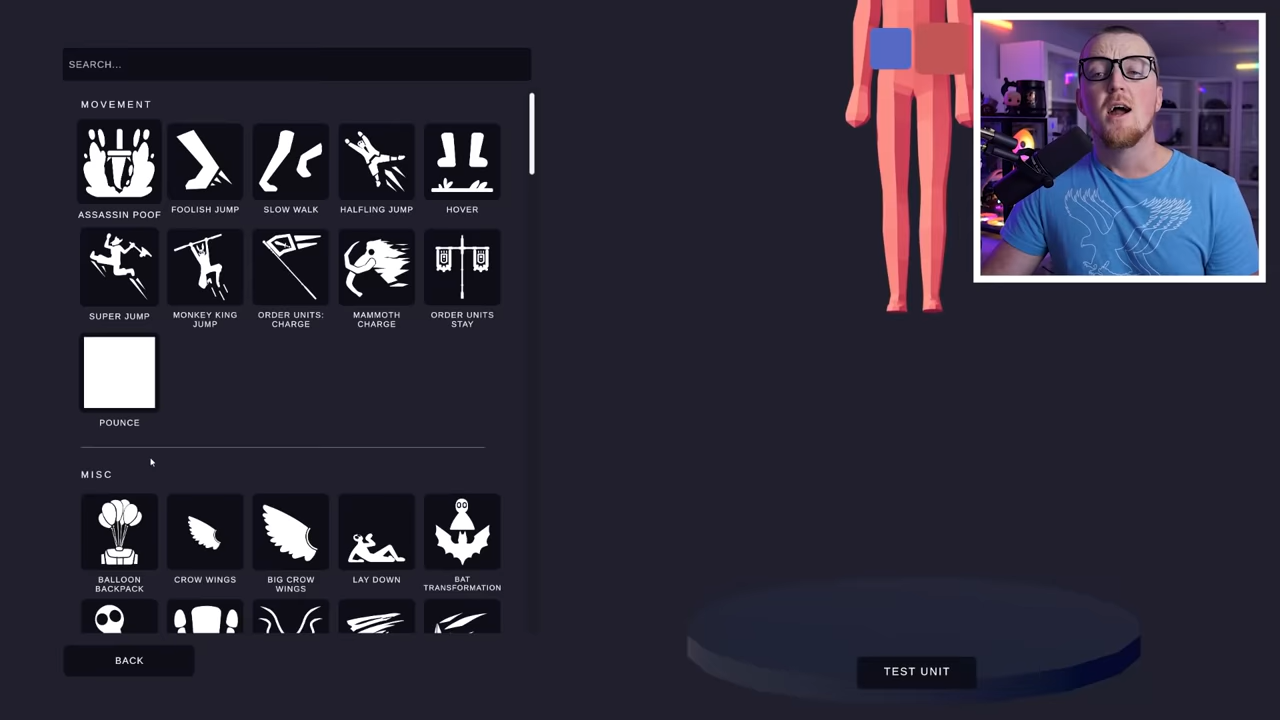 SEARCH...
MOVEMENT
ASSASSIN POOF
FOOLISH JUMP
SLOW WALK
HALFLING JUMP
HOVER
SUPER JUMP
MONKEY KING
JUMP
ORDER UNITS:
CHARGE
MAMMOTH
CHARGE
ORDER UNITS
STAY
POUNCE
MISC
BALLOON
BACKPACK
CROW WINGS
BIG CROW
WINGS
LAY DOWN
BAT
TRANSFORMATION
BACK
TEST UNIT